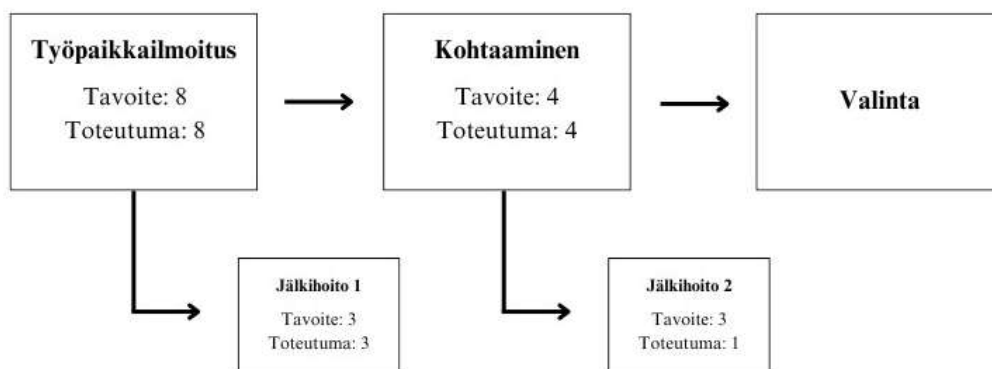 Työpaikkailmoitus
Tavoite: 8
Toteutuma: 8
Kohtaaminen
Tavoite: 4
Toteutuma: 4
Valinta
Jälkihoito 1
Tavoite: 3
Toteutuma: 3
Jälkihoito 2
Tavoite: 3
Toteutuma: 1